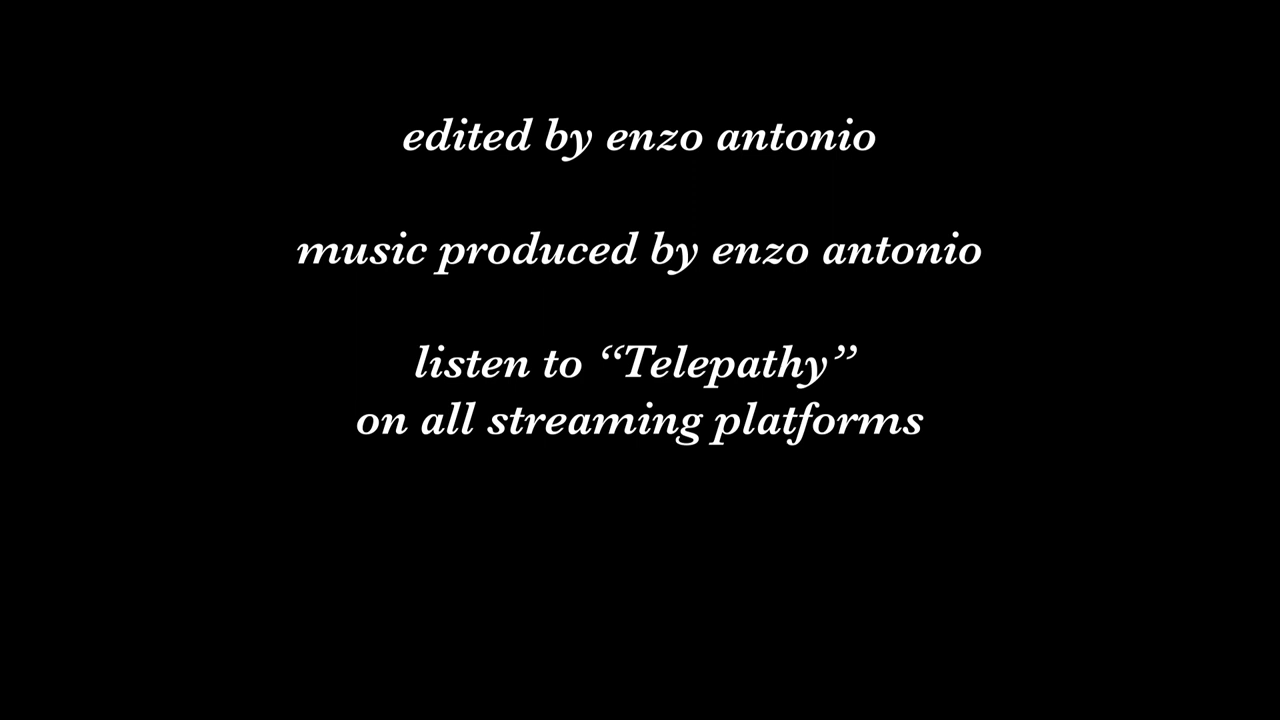 edited by enzo antonio
music produced by enzo antonio
listen to “Telepathy”
on all streaming platforms